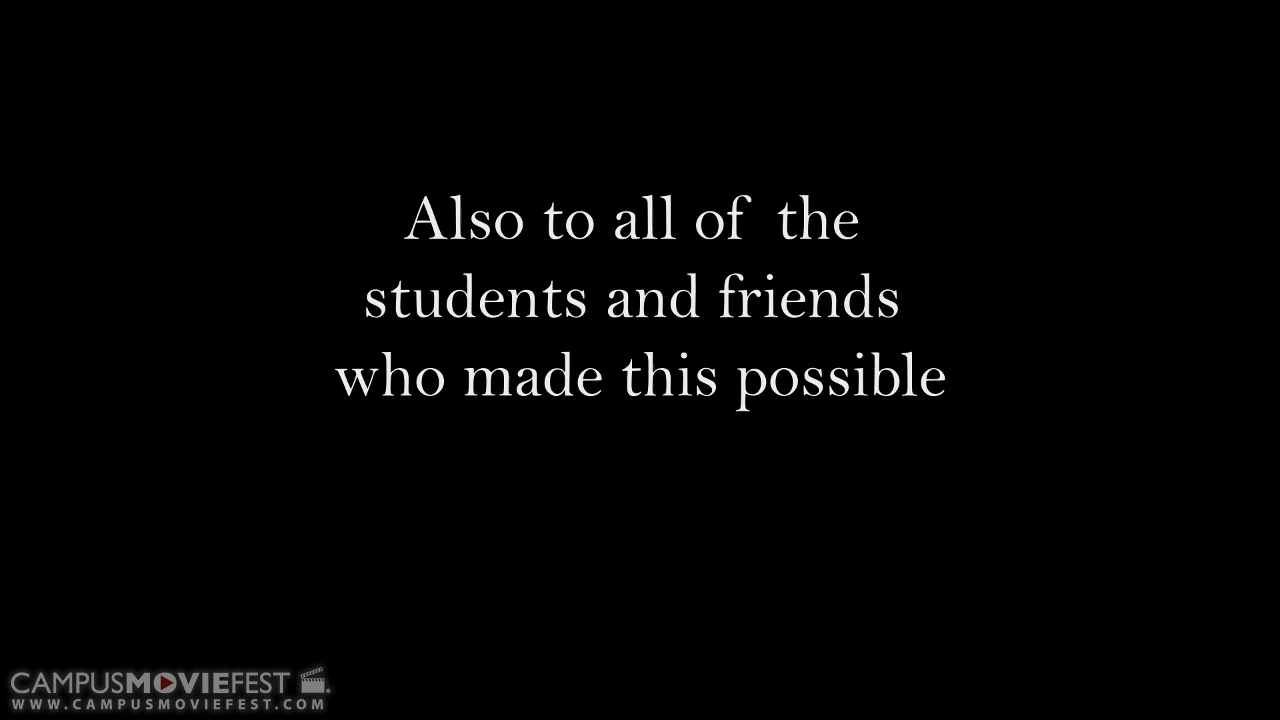 Also to all of the
students and friends
who made this possible
CAMPUSMOVIEFEST
WWW.CAMPUSMOVIEFEST.COM